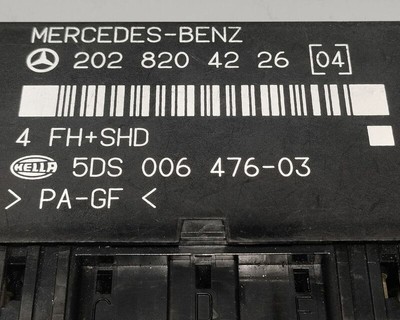 MERCEDES-BENZ
202 820 42 26 [04]
4 FH+SHD
HELLA 5DS 006 476-03
> PA-GF <